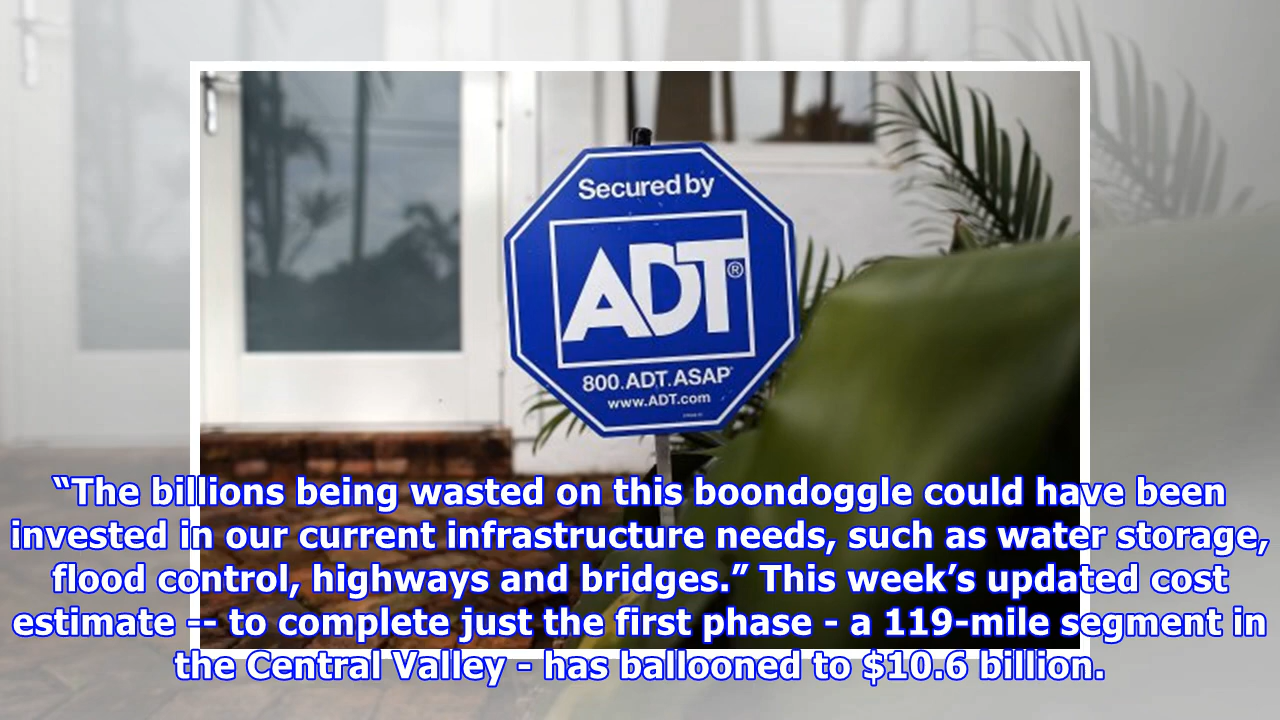 Secured by
ADT®
800.ADT.ASAP
www.ADT.com
“The billions being wasted on this boondoggle could have been
invested in our current infrastructure needs, such as water storage,
flood control, highways and bridges.” This week’s updated cost
estimate -- to complete just the first phase - a 119-mile segment in
the Central Valley - has ballooned to $10.6 billion.